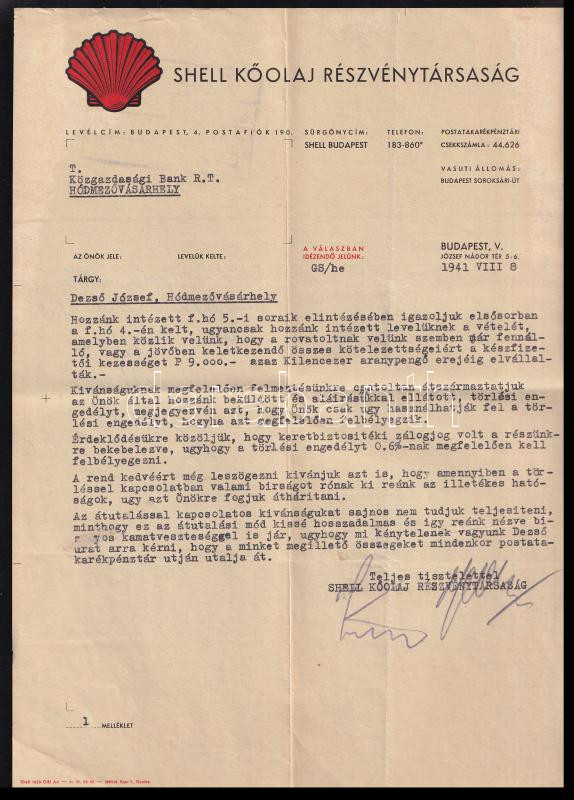 SHELL KŐOLAJ RÉSZVÉNYTÁRSASÁG
LEVÉLCÍM: BUDAPEST, 4, POSTAFIÓK 190.
SÜRGÖNYCÍM:
SHELL BUDAPEST
TELEFON:
183-860*
POSTATAKARÉKPÉNZTÁRI
CSEKKSZÁMLA: 44.626
VASUTI ÁLLOMÁS:
BUDAPEST SOROKSÁRI-ÚT
T.
Közgazdasági Bank R.T.
HÓDMEZŐVÁSÁRHELY
AZ ÖNÖK JELE:
LEVELÜK KELTE:
A VÁLASZBAN
IDÉZENDŐ JELÜNK:
GS/he
BUDAPEST, V.
JÓZSEF NÁDOR TÉR 5-6.
1941 VIII 8
TÁRGY:
Dezső József, Hódmezővásárhely
Hozzánk intézett f.hó 5.-i soraik elintézésében igazoljuk elsősorban
a f.hó 4.-én kelt, ugyancsak hozzánk intézett levelüknek a vételét,
amelyben közlik velünk, hogy a rovatoltnak velünk szemben már fennál-
ló, vagy a jövőben keletkezendő összes kötelezettségeiért a készfize-
tői kezességet P 9.000.- azaz Kilencezer aranypengő erejéig elvállal-
ták.-
Kivánságuknak megfelelően felmentésünkre csatoltan átszármaztatjuk
az Önök által hozzánk beküldött és aláirásukkal ellátott, törlési en-
gedélyt, megjegyezvén azt, hogy Önök csak ugy használhatják fel a tör-
lési engedélyt, hogyha azt megfelelően felbélyegzik.
Érdeklődésükre közöljük, hogy keretbiztositéki zálogjog volt a részünk-
re bekebelezve, ugyhogy a törlési engedélyt 0.6%-nak megfelelően kell
felbélyegezni.
A rend kedvéért még leszögezni kivánjuk azt is, hogy amennyiben a tör-
léssel kapcsolatban valami birságot rónak ki reánk az illetékes ható-
ságok, ugy azt Önökre fogjuk átháritani.
Az átutalással kapcsolatos kivánságukat sajnos nem tudjuk teljesiteni,
minthogy ez az átutalási mód kissé hosszadalmas és igy reánk nézve bi-
zonyos kamatveszteséggel is jár, ugyhogy mi kénytelenek vagyunk Dezső
urat arra kérni, hogy a minket megillető összegeket mindenkor postata-
karékpénztár utján utalja át.
Teljes tisztelettel
SHELL KŐOLAJ RÉSZVÉNYTÁRSASÁG
1 MELLÉKLET